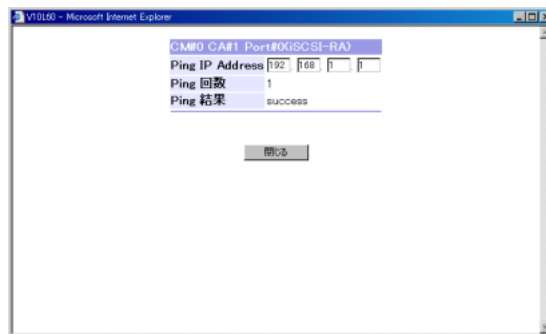 V10L60 - Microsoft Internet Explorer
CM#0 CA#1 Port#0(iSCSI-RA)
Ping IP Address 192. 168. 1. 1
Ping 回数 1
Ping 結果 success
閉じる